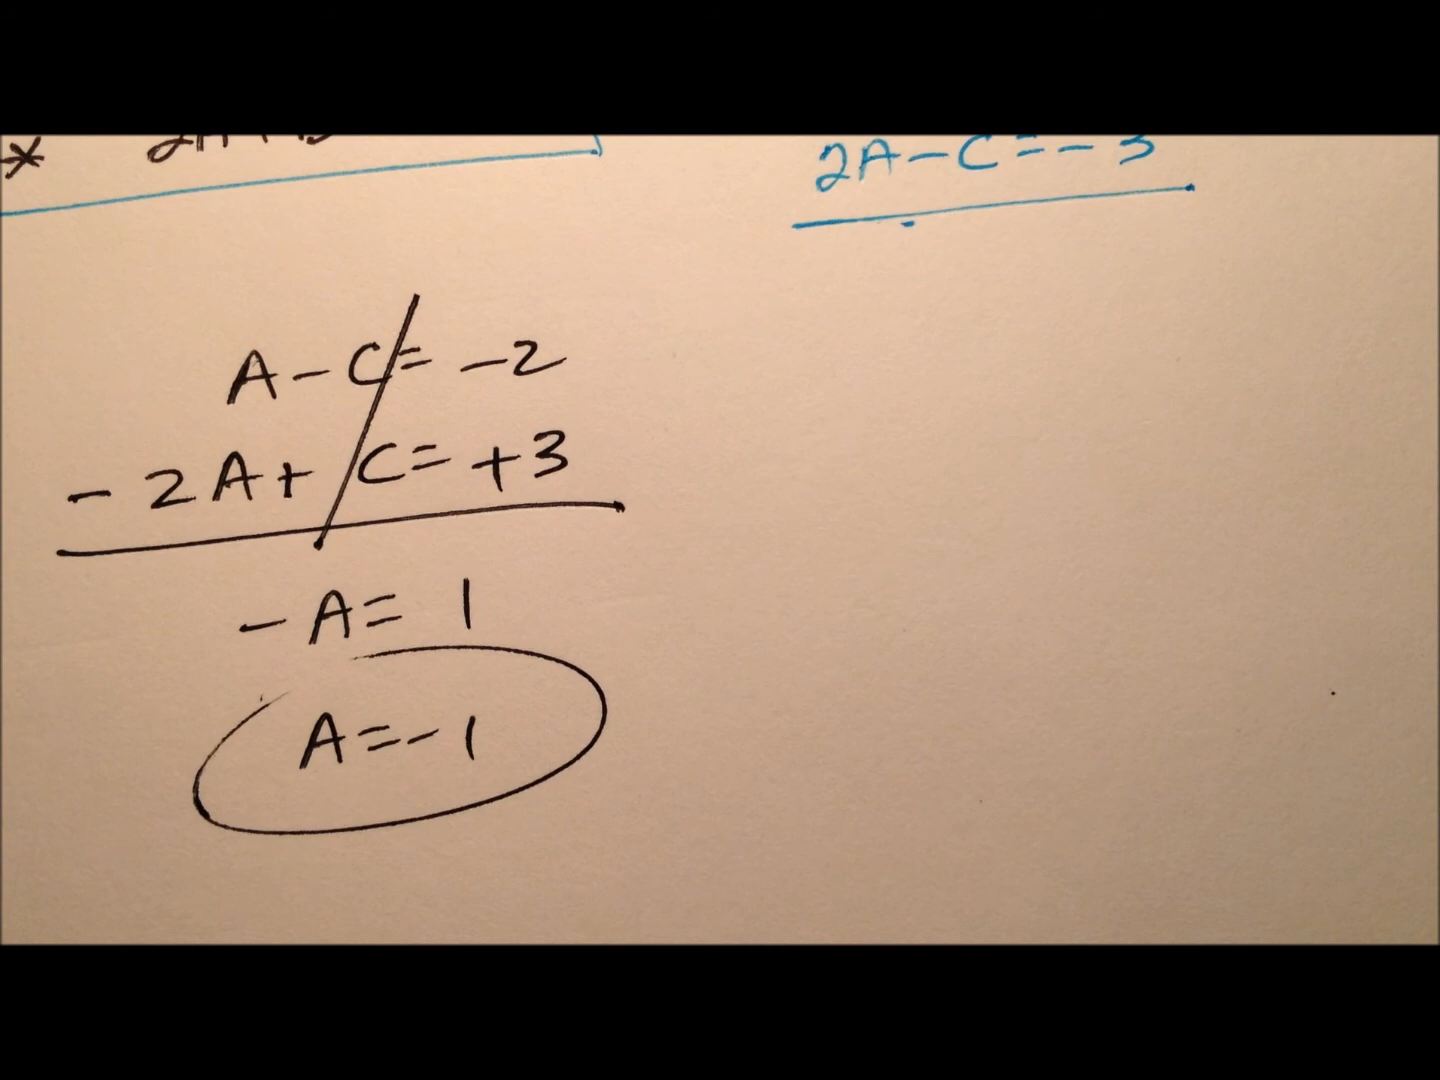 2A - C = - 3
A - C = - 2
- 2A + C = + 3
- A = 1
A = - 1